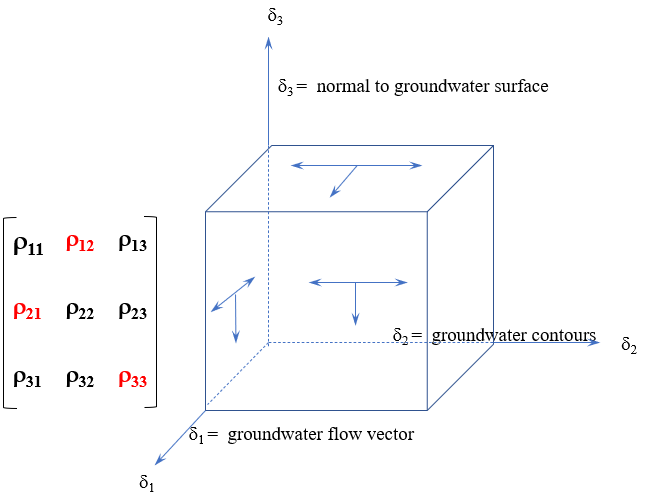 δ₃
δ₃ = normal to groundwater surface
ρ₁₁ ρ₁₂ ρ₁₃
ρ₂₁ ρ₂₂ ρ₂₃
δ₂ = groundwater contours
δ₂
ρ₃₁ ρ₃₂ ρ₃₃
δ₁ = groundwater flow vector
δ₁